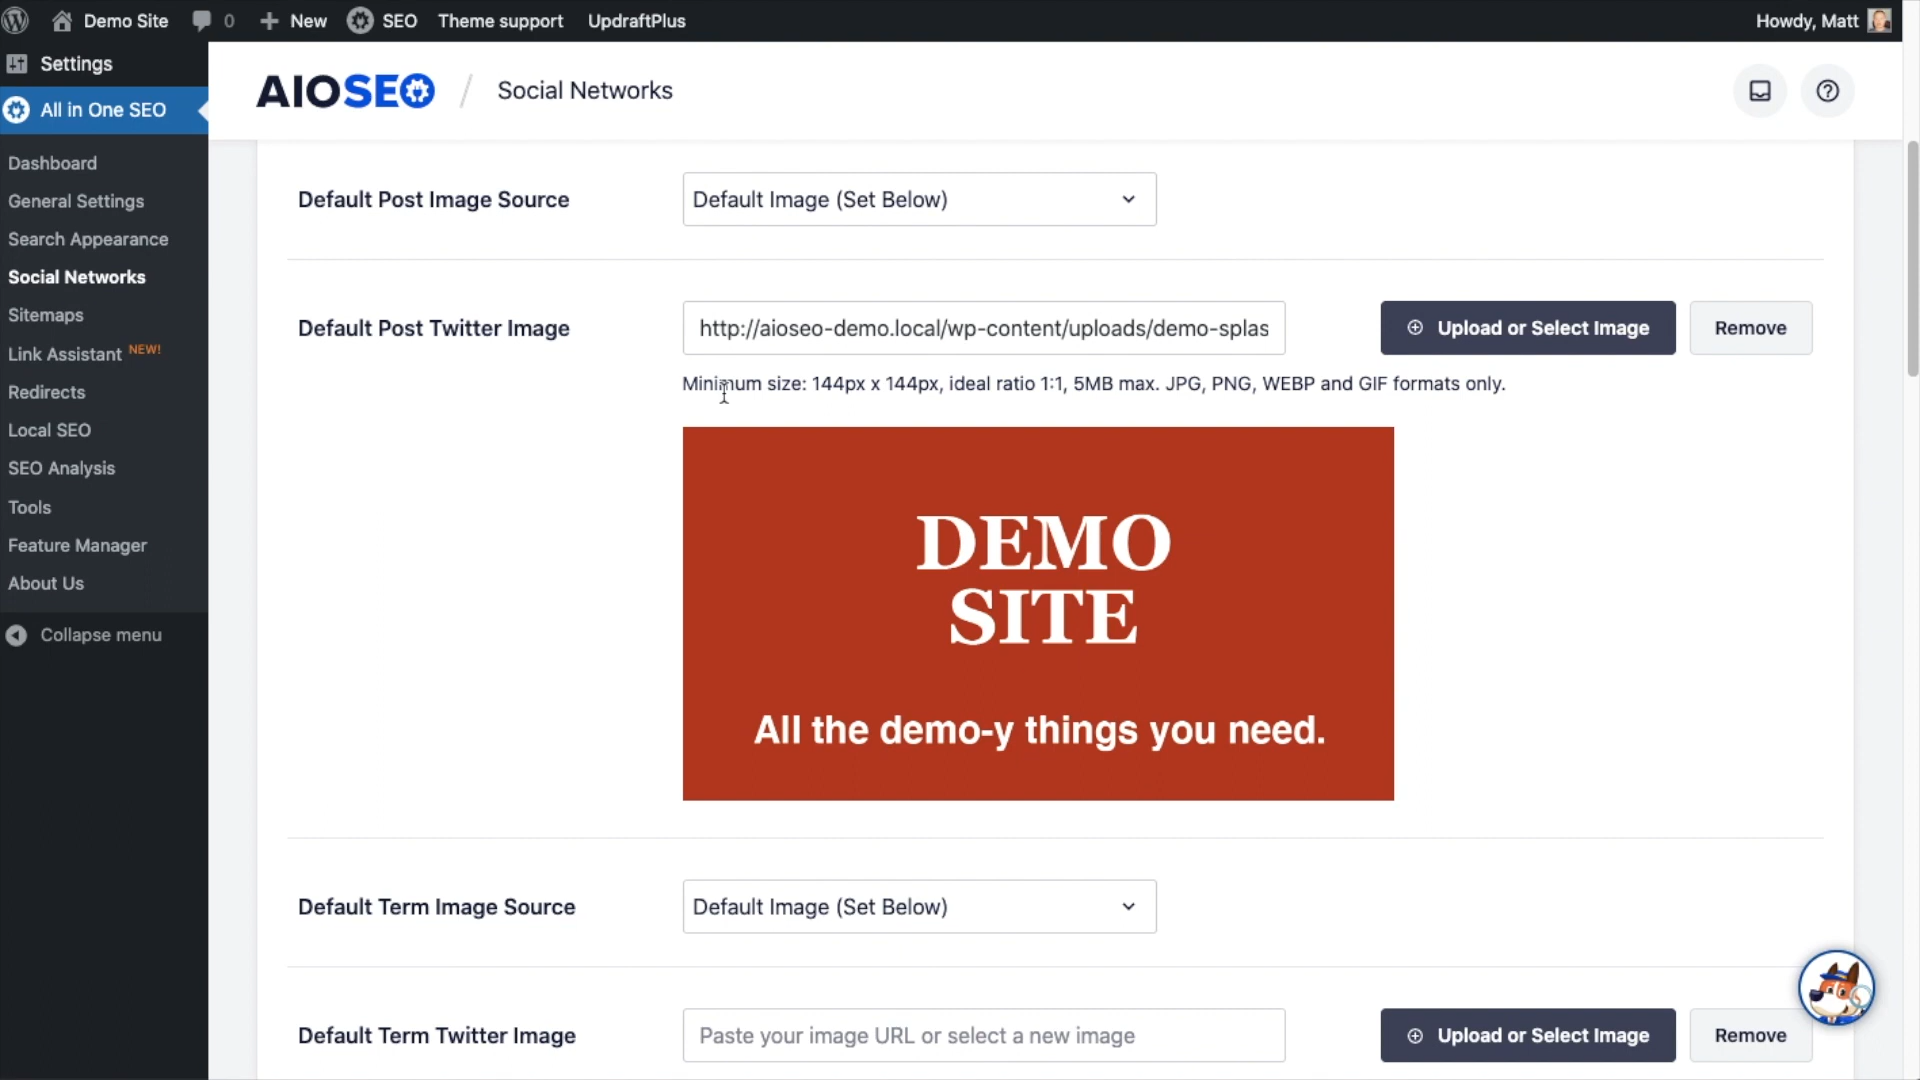 Demo Site
0
New
SEO
Theme support
UpdraftPlus
Howdy, Matt
Settings
All in One SEO
Dashboard
General Settings
Search Appearance
Social Networks
Sitemaps
Link Assistant NEW!
Redirects
Local SEO
SEO Analysis
Tools
Feature Manager
About Us
Collapse menu
AIOSEO / Social Networks
Default Post Image Source
Default Image (Set Below)
Default Post Twitter Image
http://aioseo-demo.local/wp-content/uploads/demo-splas
Upload or Select Image
Remove
Minimum size: 144px x 144px, ideal ratio 1:1, 5MB max. JPG, PNG, WEBP and GIF formats only.
DEMO
SITE
All the demo-y things you need.
Default Term Image Source
Default Image (Set Below)
Default Term Twitter Image
Paste your image URL or select a new image
Upload or Select Image
Remove